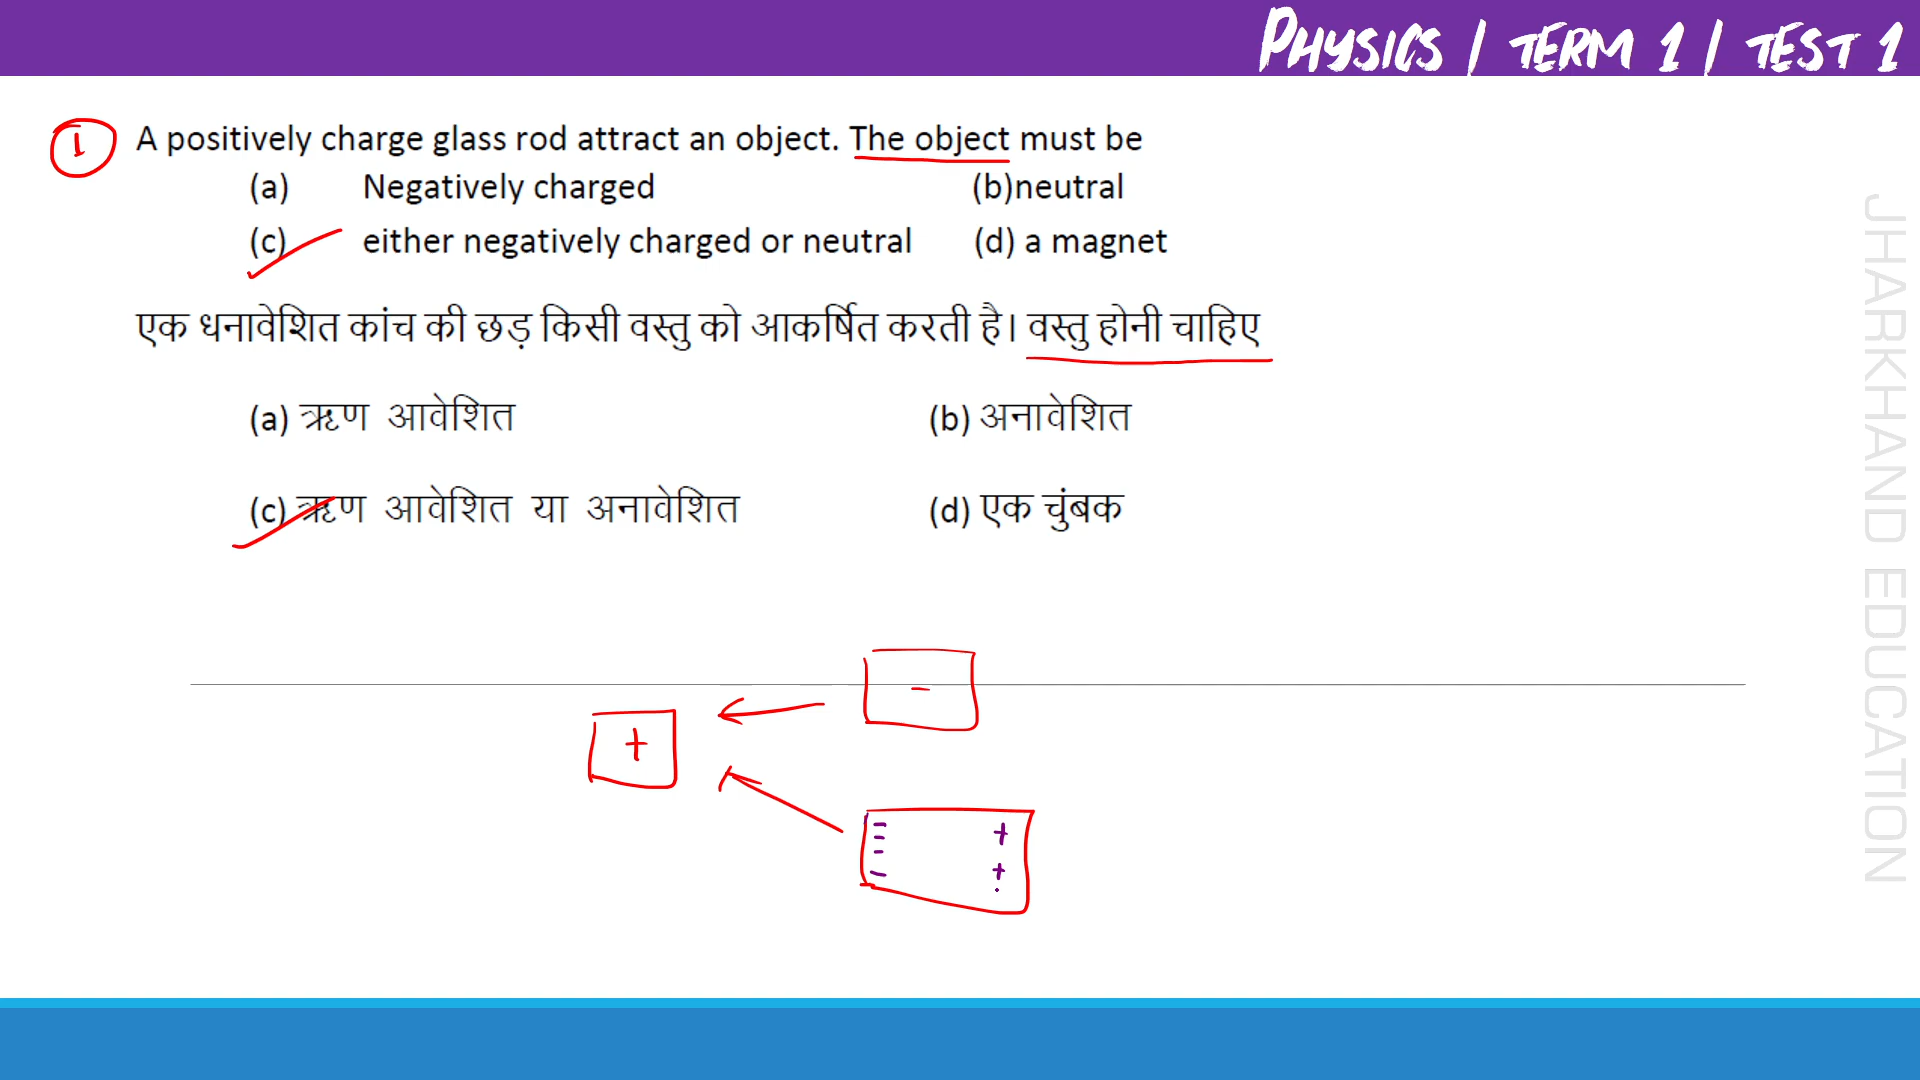 PHYSICS | TERM 1 | TEST 1
1 A positively charge glass rod attract an object. The object must be
(a) Negatively charged (b)neutral
(c) either negatively charged or neutral (d) a magnet
एक धनावेशित कांच की छड़ किसी वस्तु को आकर्षित करती है। वस्तु होनी चाहिए
(a) ऋण आवेशित (b) अनावेशित
(c) ऋण आवेशित या अनावेशित (d) एक चुंबक
-
+
- +
-
-
- +
JHARKHAND EDUCATION